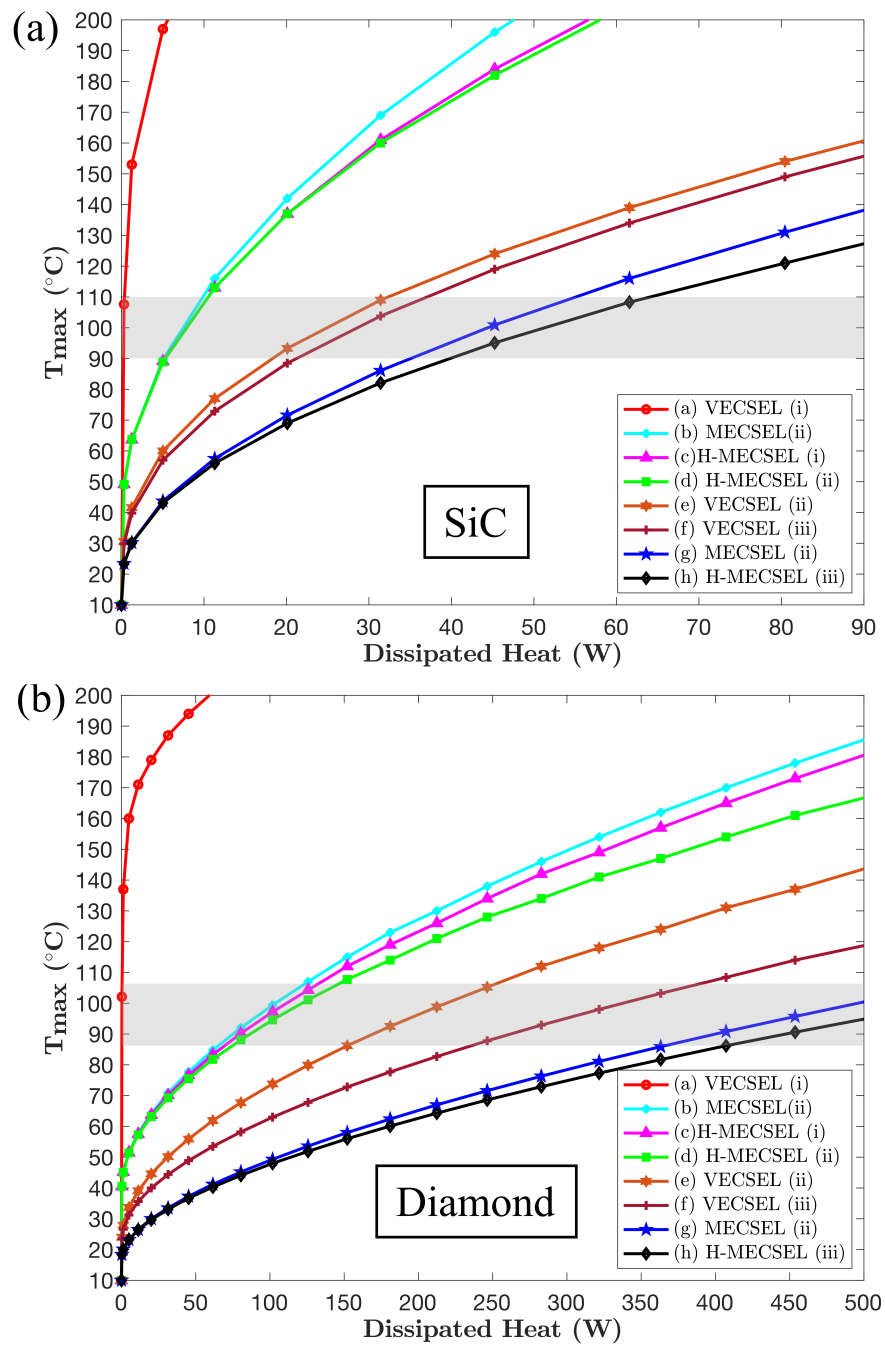 (a)
200
190
180
170
160
150
140
130
120
110
100
90
80
70
60
50
40
30
20
10
T_max (°C)
(a) VECSEL (i)
(b) MECSEL(ii)
(c)H-MECSEL (i)
(d) H-MECSEL (ii)
(e) VECSEL (ii)
(f) VECSEL (iii)
(g) MECSEL (ii)
(h) H-MECSEL (iii)
SiC
0 10 20 30 40 50 60 70 80 90
Dissipated Heat (W)
(b)
200
190
180
170
160
150
140
130
120
110
100
90
80
70
60
50
40
30
20
10
T_max (°C)
(a) VECSEL (i)
(b) MECSEL(ii)
(c)H-MECSEL (i)
(d) H-MECSEL (ii)
(e) VECSEL (ii)
(f) VECSEL (iii)
(g) MECSEL (ii)
(h) H-MECSEL (iii)
Diamond
0 50 100 150 200 250 300 350 400 450 500
Dissipated Heat (W)